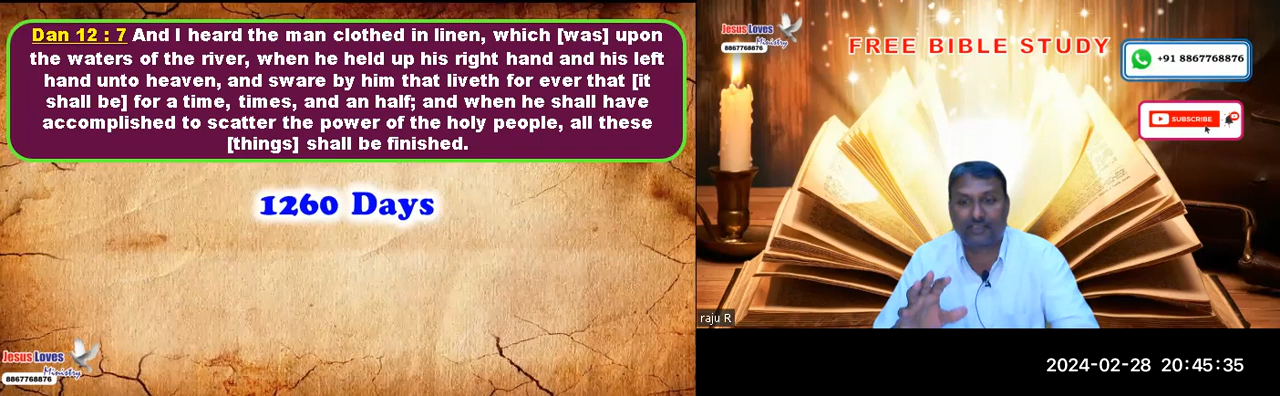 Dan 12 : 7 And I heard the man clothed in linen, which [was] upon
the waters of the river, when he held up his right hand and his left
hand unto heaven, and sware by him that liveth for ever that [it
shall be] for a time, times, and an half; and when he shall have
accomplished to scatter the power of the holy people, all these
[things] shall be finished.
1260 Days
Jesus Loves
Ministry
8867768876
Jesus Loves
Ministry
8867768876
FREE BIBLE STUDY
+91 8867768876
SUBSCRIBE
raju R
2024-02-28 20:45:35